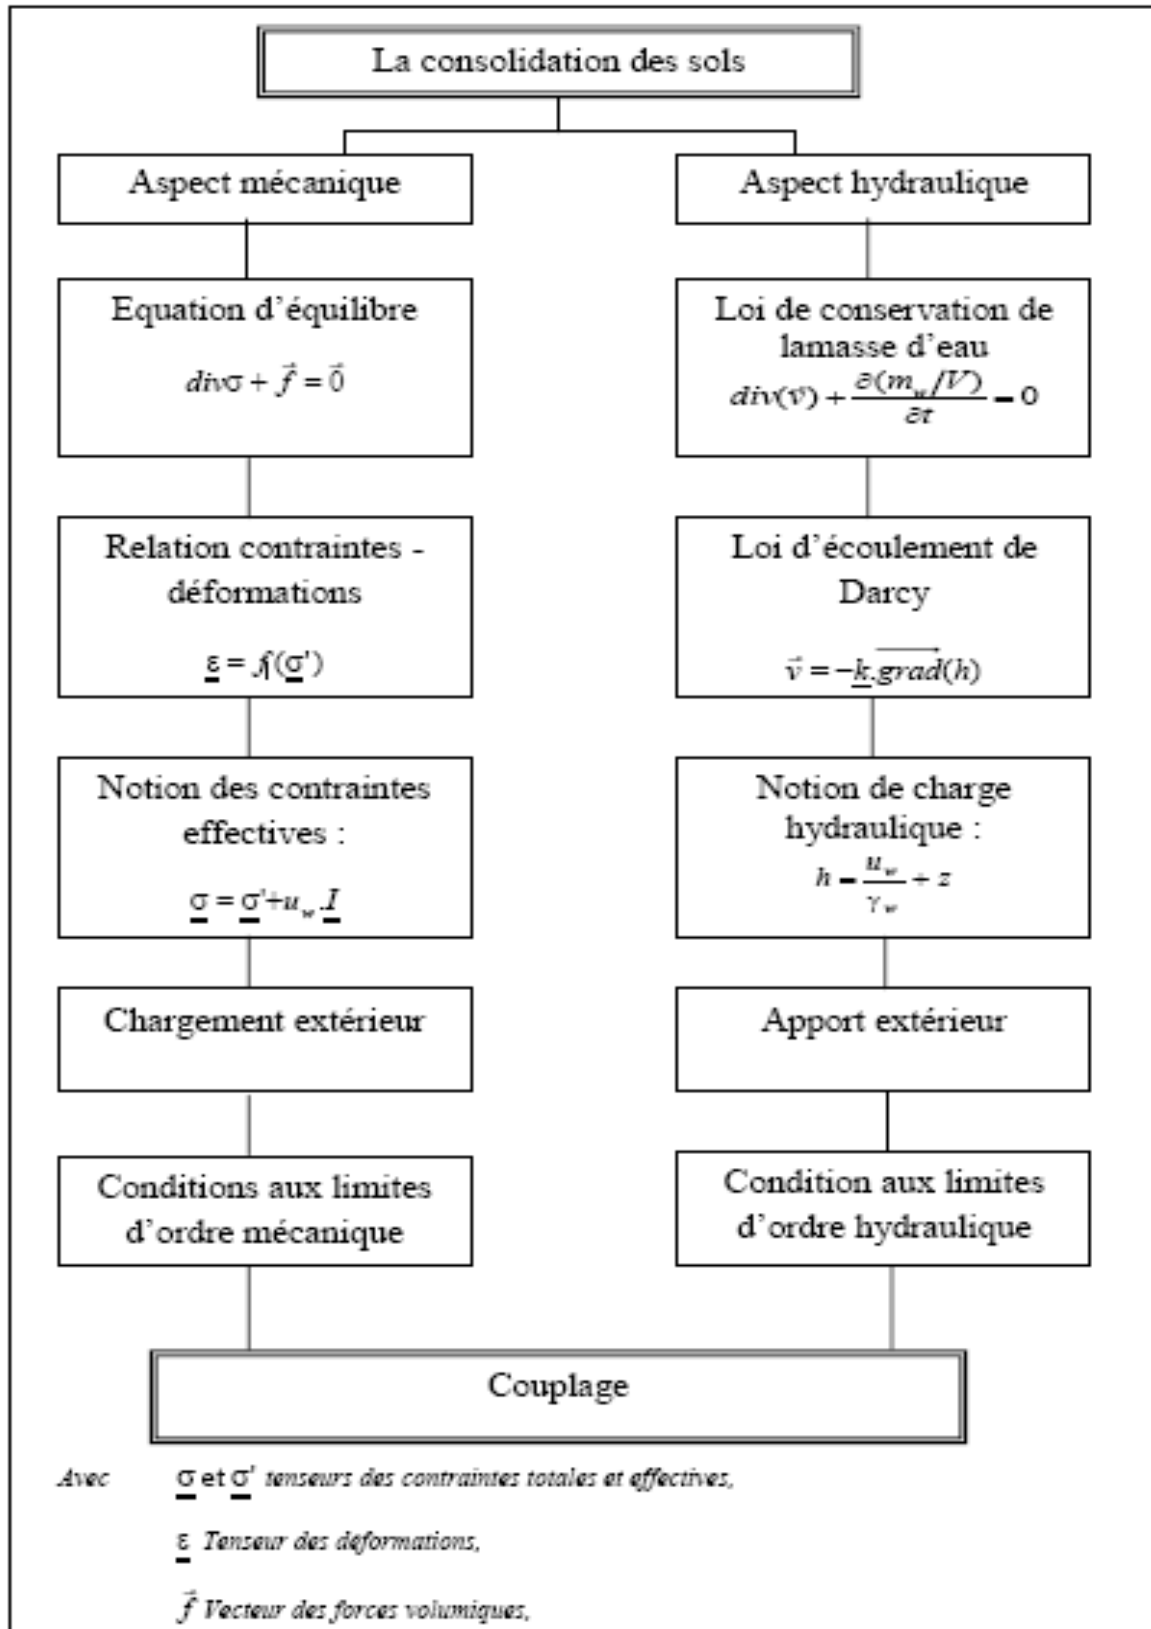 La consolidation des sols
Aspect mécanique
Aspect hydraulique
Equation d'équilibre
divσ + f⃗ = 0⃗
Loi de conservation de
lamasse d'eau
div(v⃗) + ∂(m_w/V)/∂t = 0
Relation contraintes -
déformations
ε = f(σ')
Loi d'écoulement de
Darcy
v⃗ = -k.grad(h)
Notion des contraintes
effectives :
σ = σ'+u_w.I
Notion de charge
hydraulique :
h = u_w/γ_w + z
Chargement extérieur
Apport extérieur
Conditions aux limites
d'ordre mécanique
Condition aux limites
d'ordre hydraulique
Couplage
Avec σ et σ' tenseurs des contraintes totales et effectives,
ε Tenseur des déformations,
f⃗ Vecteur des forces volumiques,